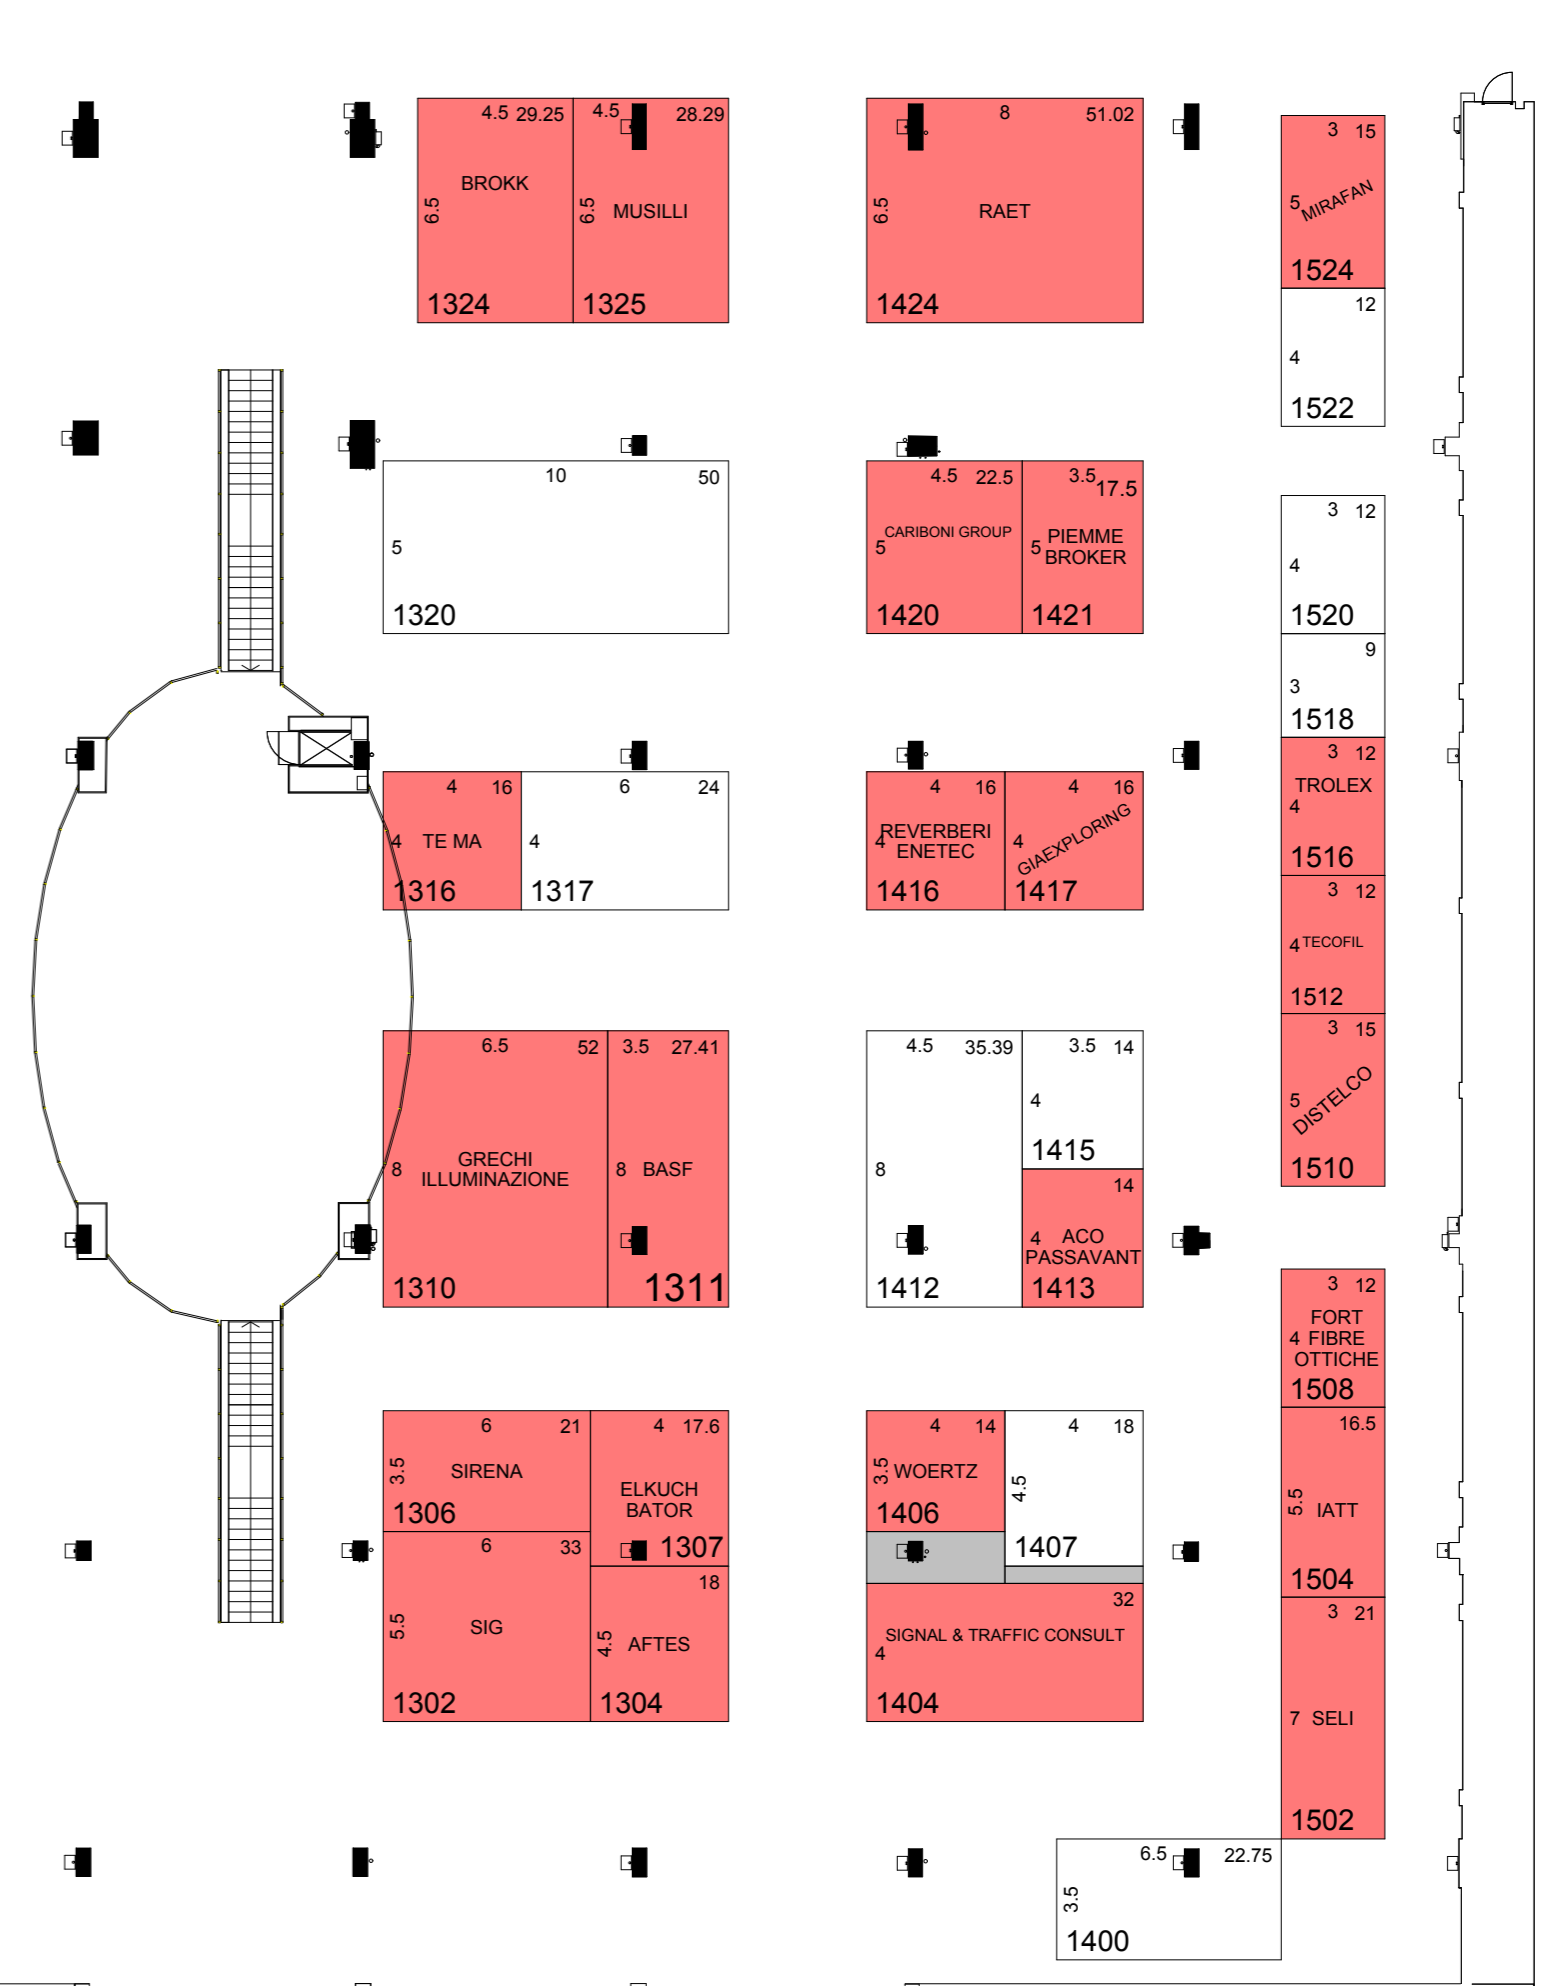 4.5 29.25
BROKK
6.5
1324
4.5 28.29
MUSILLI
6.5
1325
8 51.02
RAET
6.5
1424
3 15
MIRAFAN
5
1524
12
4
1522
10 50
5
1320
4.5 22.5
CARIBONI GROUP
5
1420
3.5 17.5
PIEMME
5
BROKER
1421
3 12
4
1520
9
3
1518
4 16
4 TE MA
1316
6 24
4
1317
4 16
REVERBERI
4
ENETEC
1416
4 16
GIAEXPLORING
4
1417
3 12
TROLEX
4
1516
3 12
4 TECOFIL
1512
3 15
5
DISTELCO
1510
6.5 52
GRECHI
8
ILLUMINAZIONE
1310
3.5 27.41
8 BASF
1311
4.5 35.39
8
1412
3.5 14
4
1415
14
4 ACO
PASSAVANT
1413
3 12
FORT
4 FIBRE
OTTICHE
1508
6 21
3.5 SIRENA
1306
4 17.6
ELKUCH
BATOR
1307
4 14
3.5 WOERTZ
1406
4 18
4.5
1407
16.5
5.5 IATT
1504
6 33
5.5 SIG
1302
18
4.5 AFTES
1304
32
SIGNAL & TRAFFIC CONSULT
4
1404
3 21
7 SELI
1502
6.5 22.75
3.5
1400